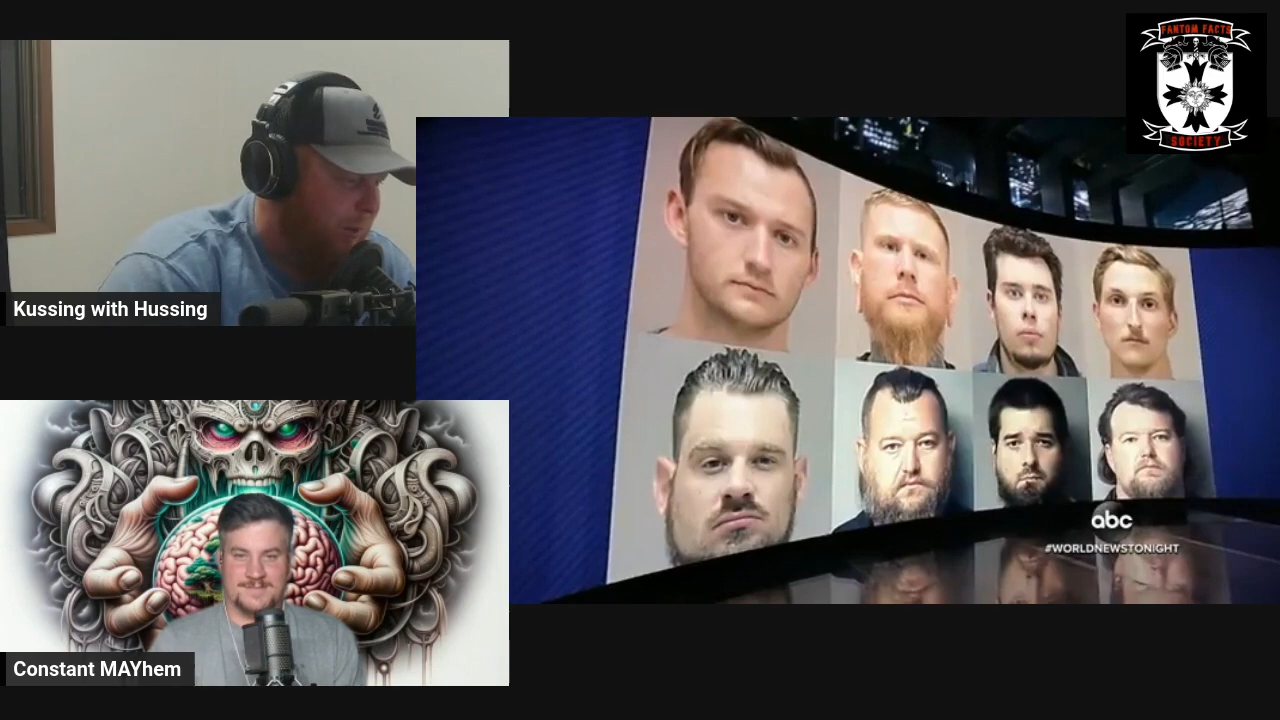 FANTOM FACTS
SOCIETY
Kussing with Hussing
abc
#WORLDNEWSTONIGHT
Constant MAYhem